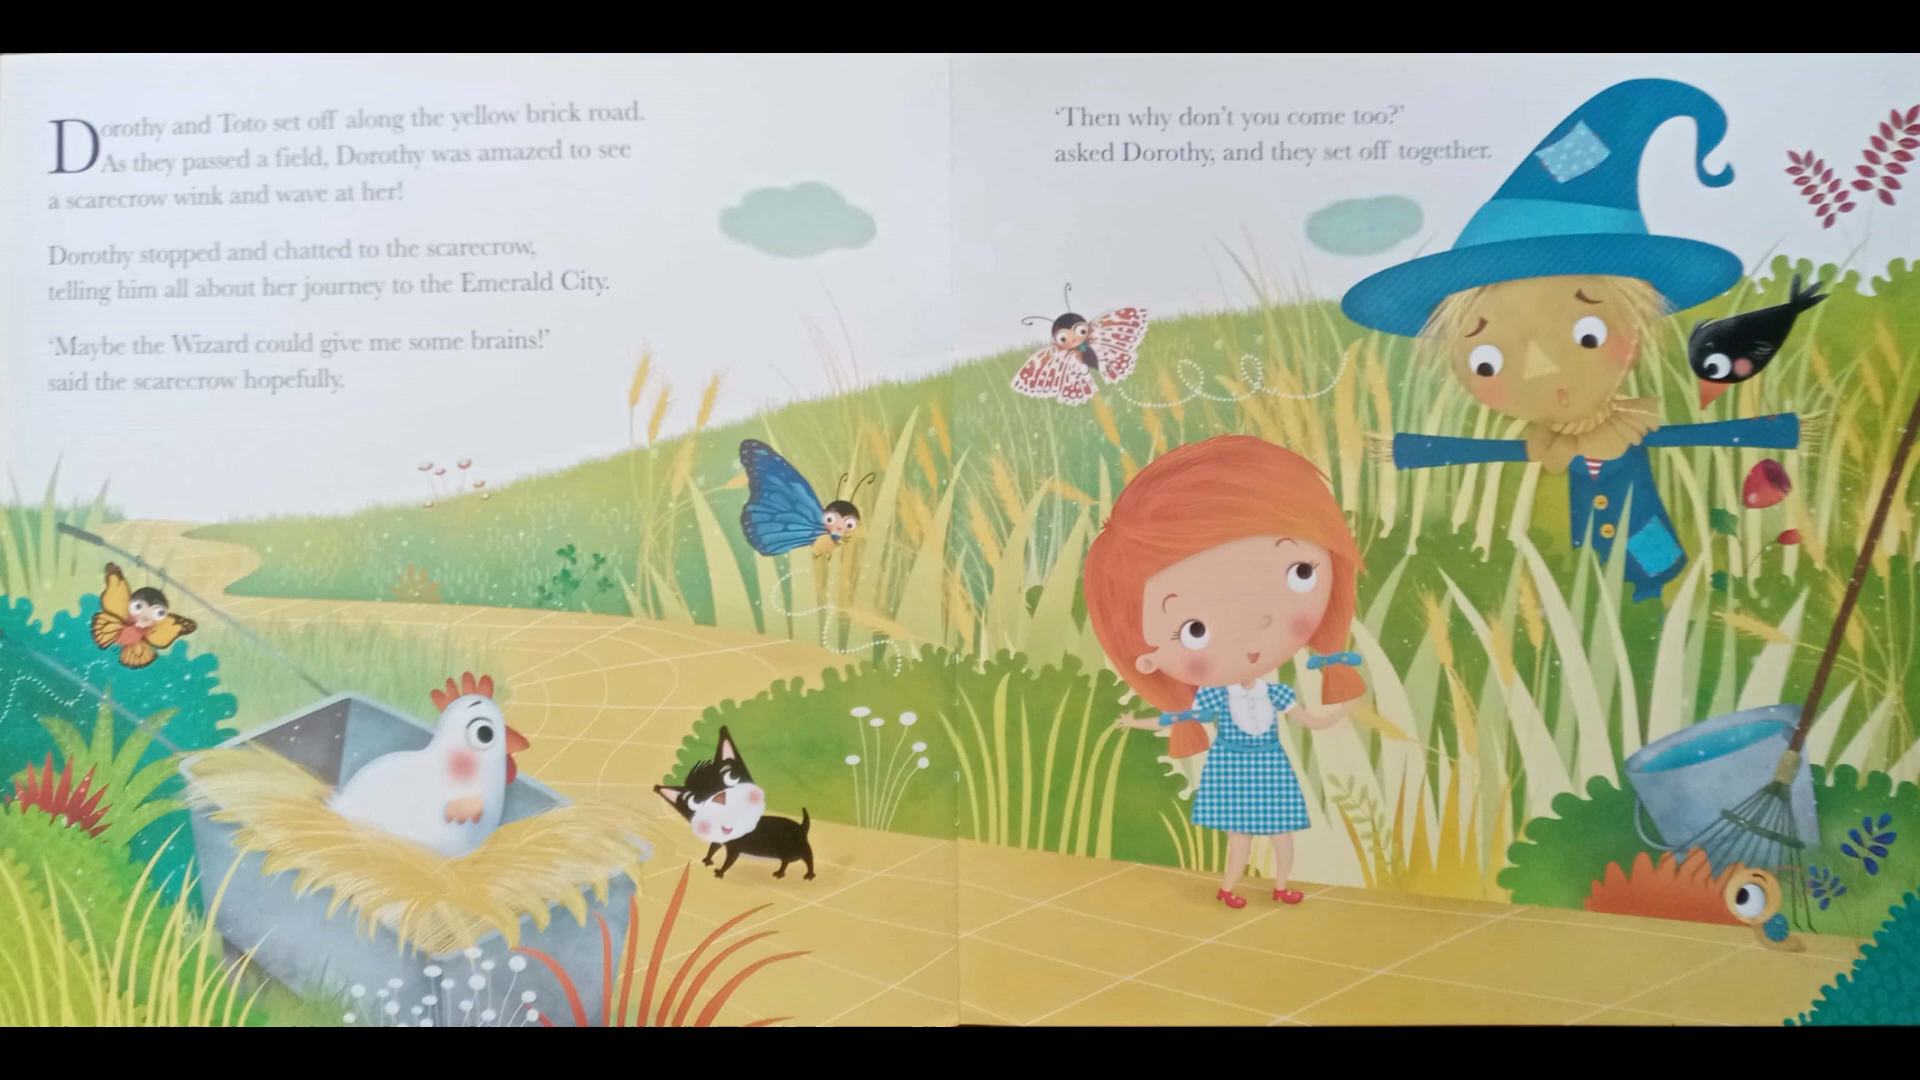 Dorothy and Toto set off along the yellow brick road.
As they passed a field, Dorothy was amazed to see
a scarecrow wink and wave at her!
Dorothy stopped and chatted to the scarecrow,
telling him all about her journey to the Emerald City.
‘Maybe the Wizard could give me some brains!’
said the scarecrow hopefully.
‘Then why don’t you come too?’
asked Dorothy, and they set off together.